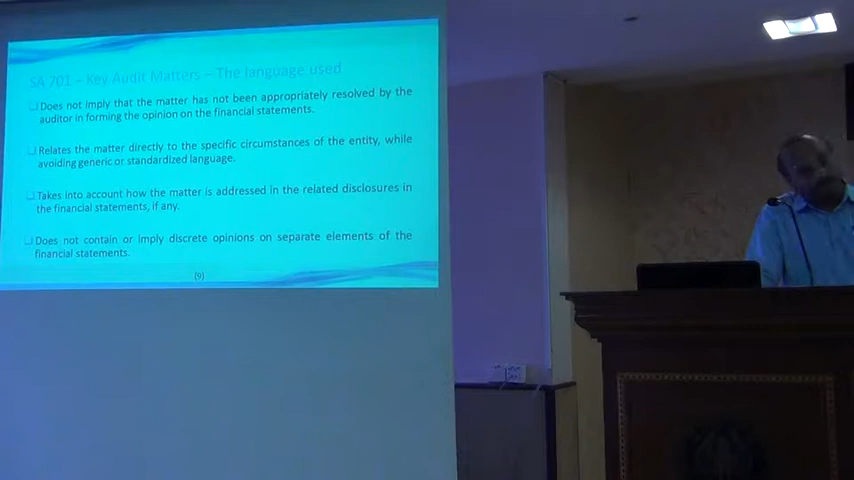 SA 701 – Key Audit Matters – The language used
Does not imply that the matter has not been appropriately resolved by the
auditor in forming the opinion on the financial statements.
Relates the matter directly to the specific circumstances of the entity, while
avoiding generic or standardized language.
Takes into account how the matter is addressed in the related disclosures in
the financial statements, if any.
Does not contain or imply discrete opinions on separate elements of the
financial statements.
(9)